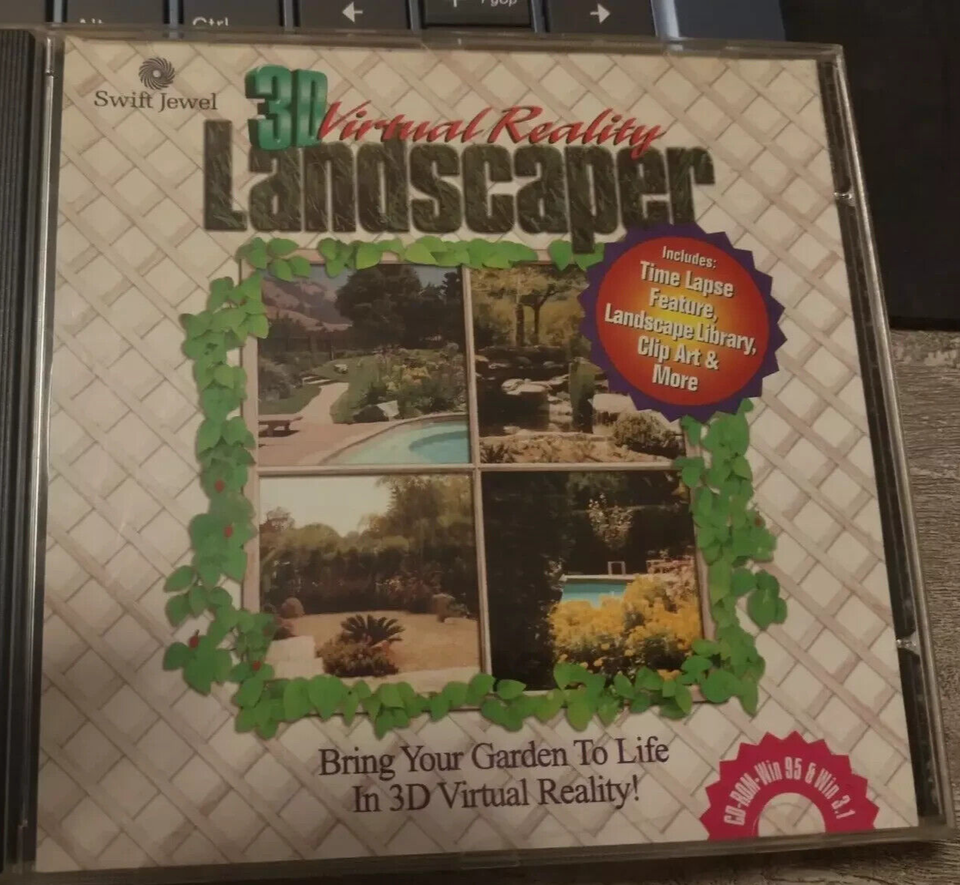 Ctrl
Swift Jewel
3D Virtual Reality
Landscaper
Includes:
Time Lapse
Feature,
Landscape Library,
Clip Art &
More
Bring Your Garden To Life
In 3D Virtual Reality!
CD-ROM-Win 95 & Win 3.1